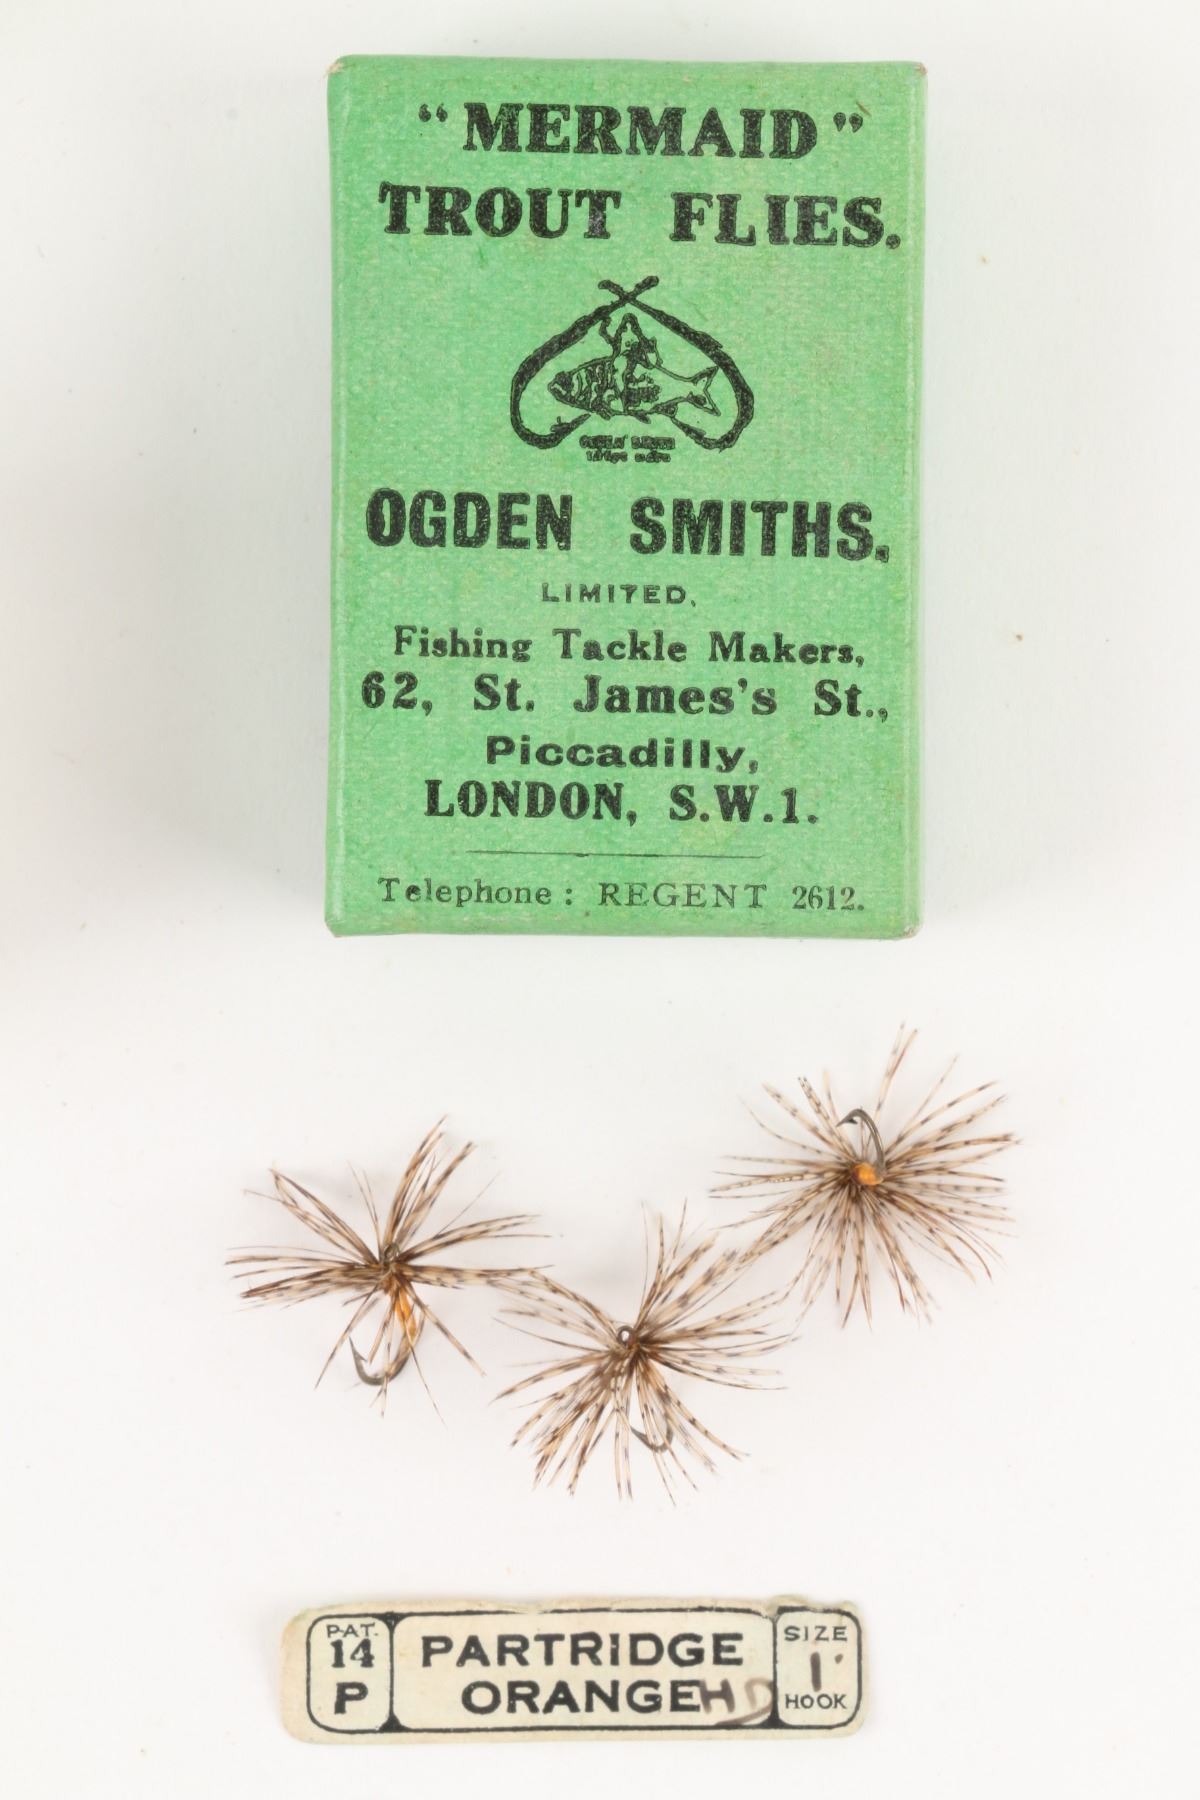 "MERMAID"
TROUT FLIES.
OGDEN SMITHS.
LIMITED,
Fishing Tackle Makers,
62, St. James's St.,
Piccadilly,
LONDON, S.W.1.
Telephone: REGENT 2612.
PAT.
14
P
PARTRIDGE
ORANGE HD
SIZE
1
HOOK